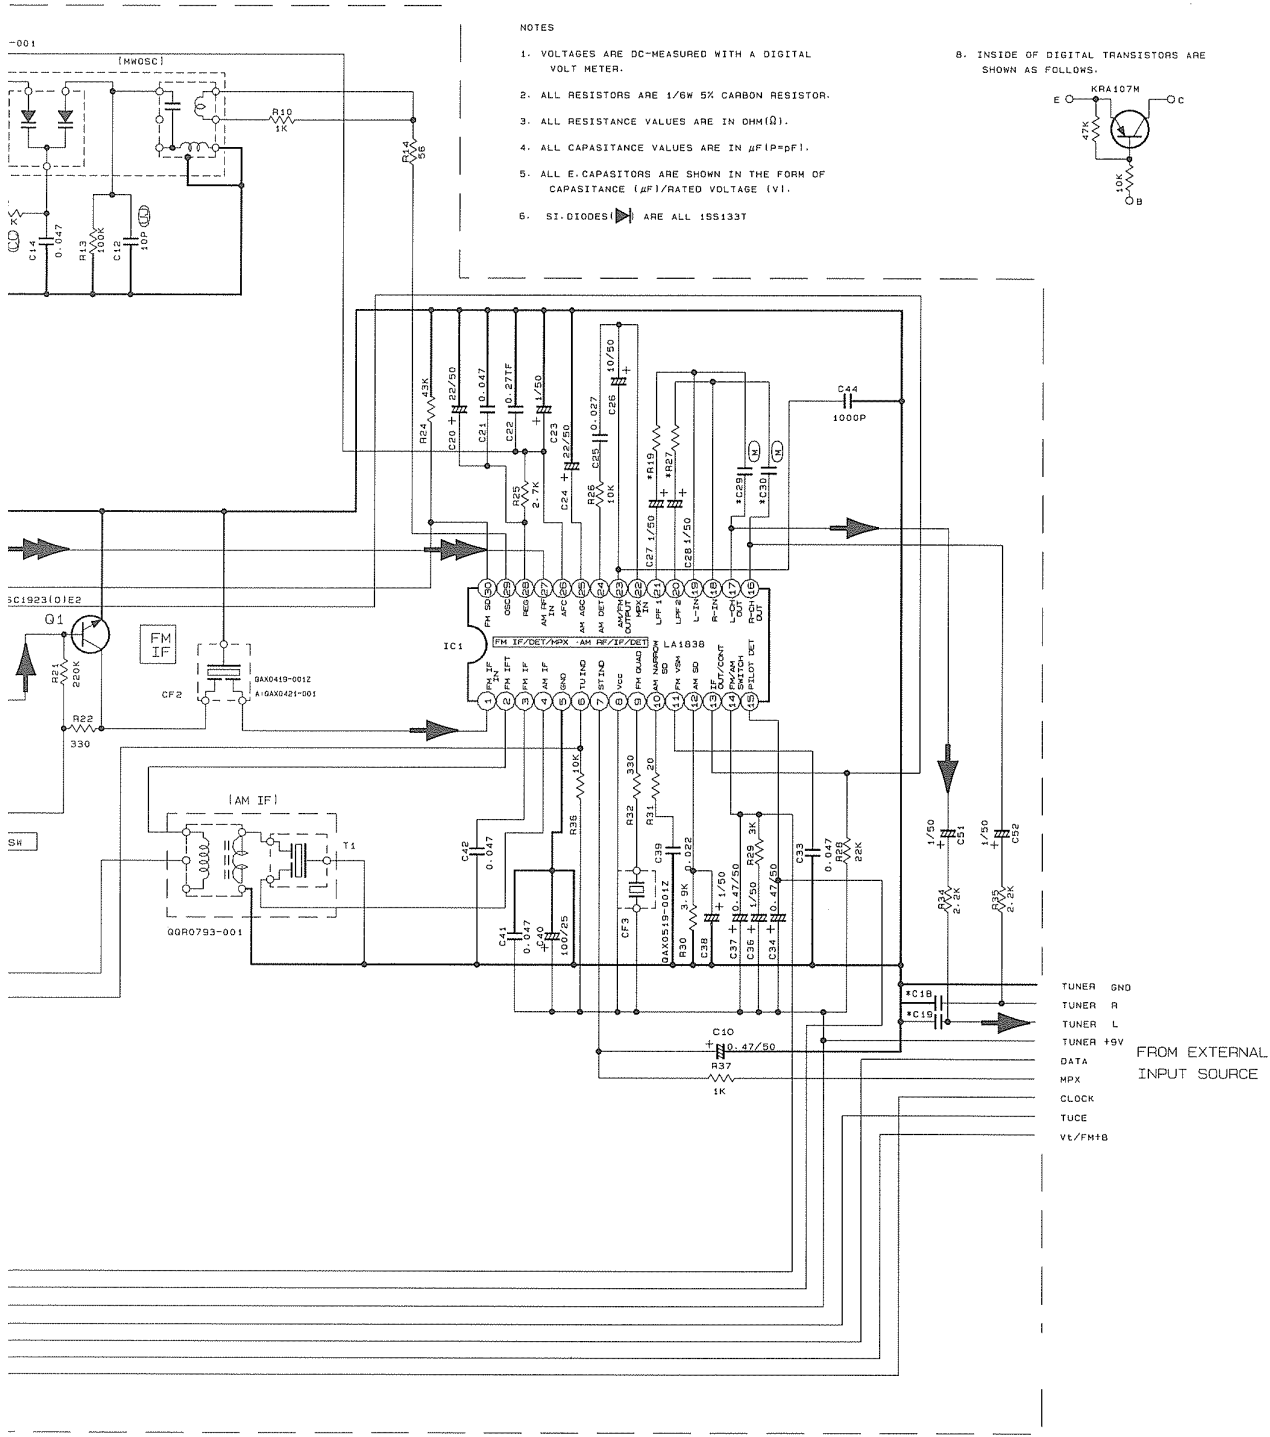 NOTES
1. VOLTAGES ARE DC-MEASURED WITH A DIGITAL
VOLT METER.
2. ALL RESISTORS ARE 1/6W 5% CARBON RESISTOR.
3. ALL RESISTANCE VALUES ARE IN OHM(Ω).
4. ALL CAPASITANCE VALUES ARE IN μF(P=pF).
5. ALL E.CAPASITORS ARE SHOWN IN THE FORM OF
CAPASITANCE (μF)/RATED VOLTAGE (V).
6. SI.DIODES( ) ARE ALL 1SS133T
8. INSIDE OF DIGITAL TRANSISTORS ARE
SHOWN AS FOLLOWS.
KRA107M
E
C
47K
10K
B
-001
(MWOSC)
R10
1K
R14
56
K
C14
0.047
R13
100K
C12
10P
R24
43K
C20
22/50
+
C21
0.047
C22
0.27TF
C23
1/50
+
C24
22/50
+
R25
2.7K
C25
0.027
R26
10K
C26
10/50
+
*R19
*R27
C27 1/50
+
C28 1/50
+
*C29
M
*C30
M
C44
1000P
SC1923(O)E2
Q1
R21
220K
R22
330
FM
IF
CF2
QAX0419-001Z
A:QAX0421-001
IC1
FM IF/DET/MPX ·AM RF/IF/DET
LA1838
30 29 28 27 26 25 24 23 22 21 20 19 18 17 16
FM SD
OSC
REG
AM RF
IN
AFC
AM AGC
AM DET
AM/FM
OUTPUT
MPX
IN
LPF 1
LPF 2
L-IN
R-IN
L-CH
OUT
R-CH
OUT
FM IF
IN
FM IFT
FM IF
AM IF
GND
TUIND
STIND
Vcc
FM QUAD
AM NARROW
SD
FM VSM
AM SD
IF
OUT/CONT
FM/AM
SWITCH
PILOT DET
1 2 3 4 5 6 7 8 9 10 11 12 13 14 15
SW
(AM IF)
T1
QQR0793-001
C42
0.047
C41
0.047
C40
100/25
+
R36
10K
R32
330
R31
20
CF3
QAX0519-001Z
C39
0.022
R30
3.9K
C38
1/50
+
C37
0.47/50
+
R29
3K
C36
1/50
+
C34
0.47/50
+
C33
0.047
R28
22K
1/50
C51
+
1/50
C52
+
R34
2.2K
R35
2.2K
*C18
*C19
C10
+
0.47/50
R37
1K
TUNER GND
TUNER R
TUNER L
TUNER +9V
DATA
MPX
CLOCK
TUCE
Vt/FM+B
FROM EXTERNAL
INPUT SOURCE